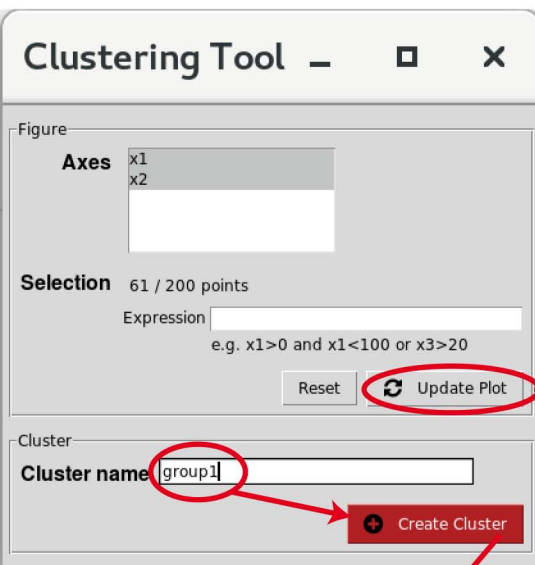 Clustering Tool
Figure
Axes x1
x2
Selection 61 / 200 points
Expression
e.g. x1>0 and x1<100 or x3>20
Reset Update Plot
Cluster
Cluster name group1
Create Cluster